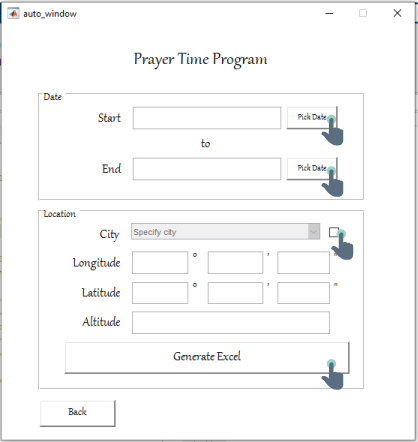 auto_window
Prayer Time Program
Date
Start Pick Date
to
End Pick Date
Location
City Specify city
Longitude ° ' "
Latitude ° ' "
Altitude
Generate Excel
Back